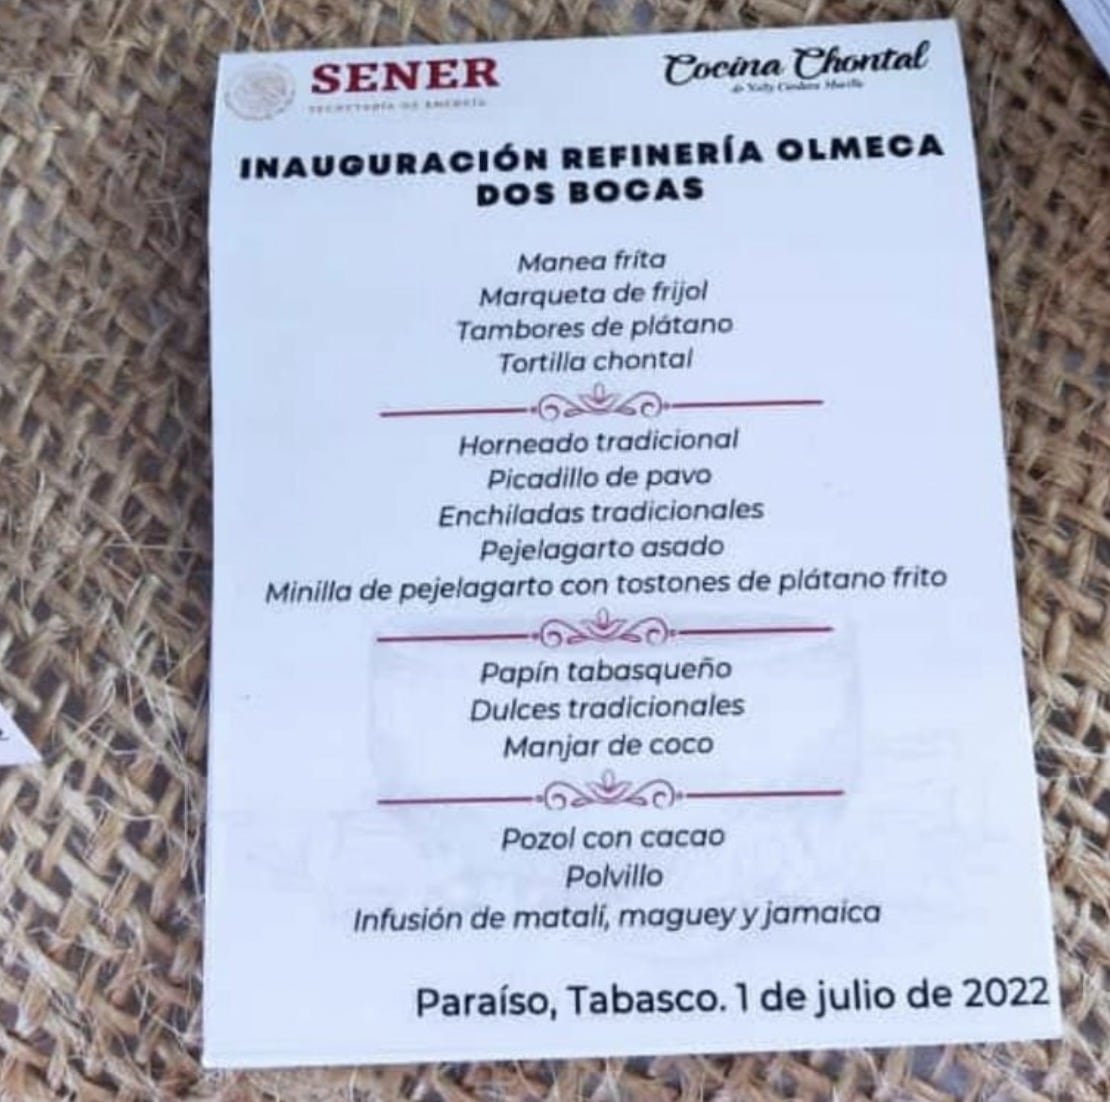 SENER
SECRETARÍA DE ENERGÍA
Cocina Chontal
INAUGURACIÓN REFINERÍA OLMECA
DOS BOCAS
Manea frita
Marqueta de frijol
Tambores de plátano
Tortilla chontal
Horneado tradicional
Picadillo de pavo
Enchiladas tradicionales
Pejelagarto asado
Minilla de pejelagarto con tostones de plátano frito
Papín tabasqueño
Dulces tradicionales
Manjar de coco
Pozol con cacao
Polvillo
Infusión de matalí, maguey y jamaica
Paraíso, Tabasco. 1 de julio de 2022